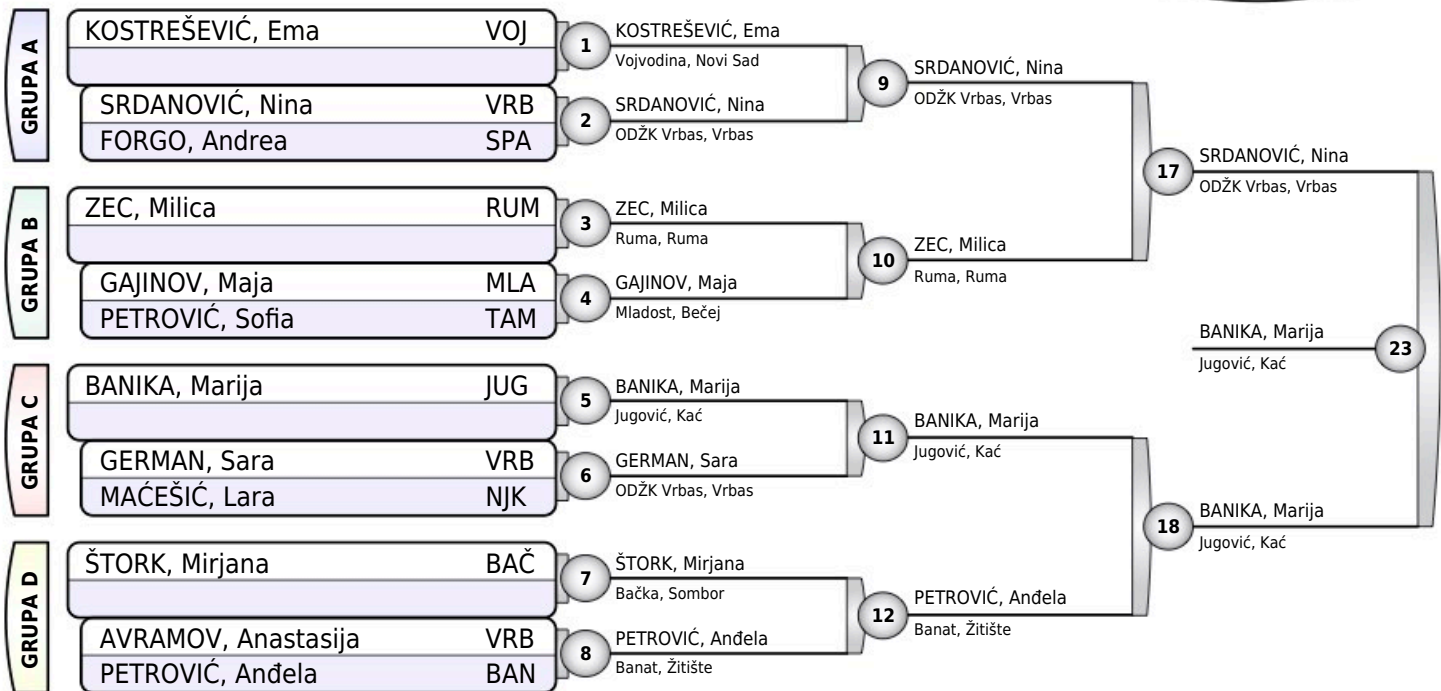 GRUPA A
KOSTREŠEVIĆ, Ema VOJ
SRDANOVIĆ, Nina VRB
FORGO, Andrea SPA
GRUPA B
ZEC, Milica RUM
GAJINOV, Maja MLA
PETROVIĆ, Sofia TAM
GRUPA C
BANIKA, Marija JUG
GERMAN, Sara VRB
MAĆEŠIĆ, Lara NJK
GRUPA D
ŠTORK, Mirjana BAČ
AVRAMOV, Anastasija VRB
PETROVIĆ, Anđela BAN
1
KOSTREŠEVIĆ, Ema
Vojvodina, Novi Sad
2
SRDANOVIĆ, Nina
ODŽK Vrbas, Vrbas
3
ZEC, Milica
Ruma, Ruma
4
GAJINOV, Maja
Mladost, Bečej
5
BANIKA, Marija
Jugović, Kać
6
GERMAN, Sara
ODŽK Vrbas, Vrbas
7
ŠTORK, Mirjana
Bačka, Sombor
8
PETROVIĆ, Anđela
Banat, Žitište
9
SRDANOVIĆ, Nina
ODŽK Vrbas, Vrbas
10
ZEC, Milica
Ruma, Ruma
11
BANIKA, Marija
Jugović, Kać
12
PETROVIĆ, Anđela
Banat, Žitište
17
SRDANOVIĆ, Nina
ODŽK Vrbas, Vrbas
18
BANIKA, Marija
Jugović, Kać
BANIKA, Marija
Jugović, Kać
23